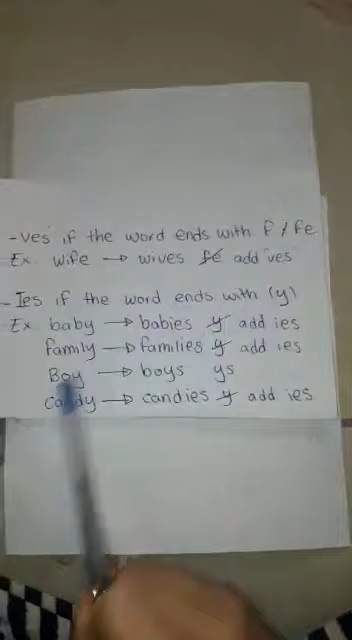 -ves if the word ends with f / fe
Ex. wife → wives fe add ves
- Ies if the word ends with (y)
Ex. baby → babies y add ies
family → families y add ies
Boy → boys ys
candy → candies y add ies